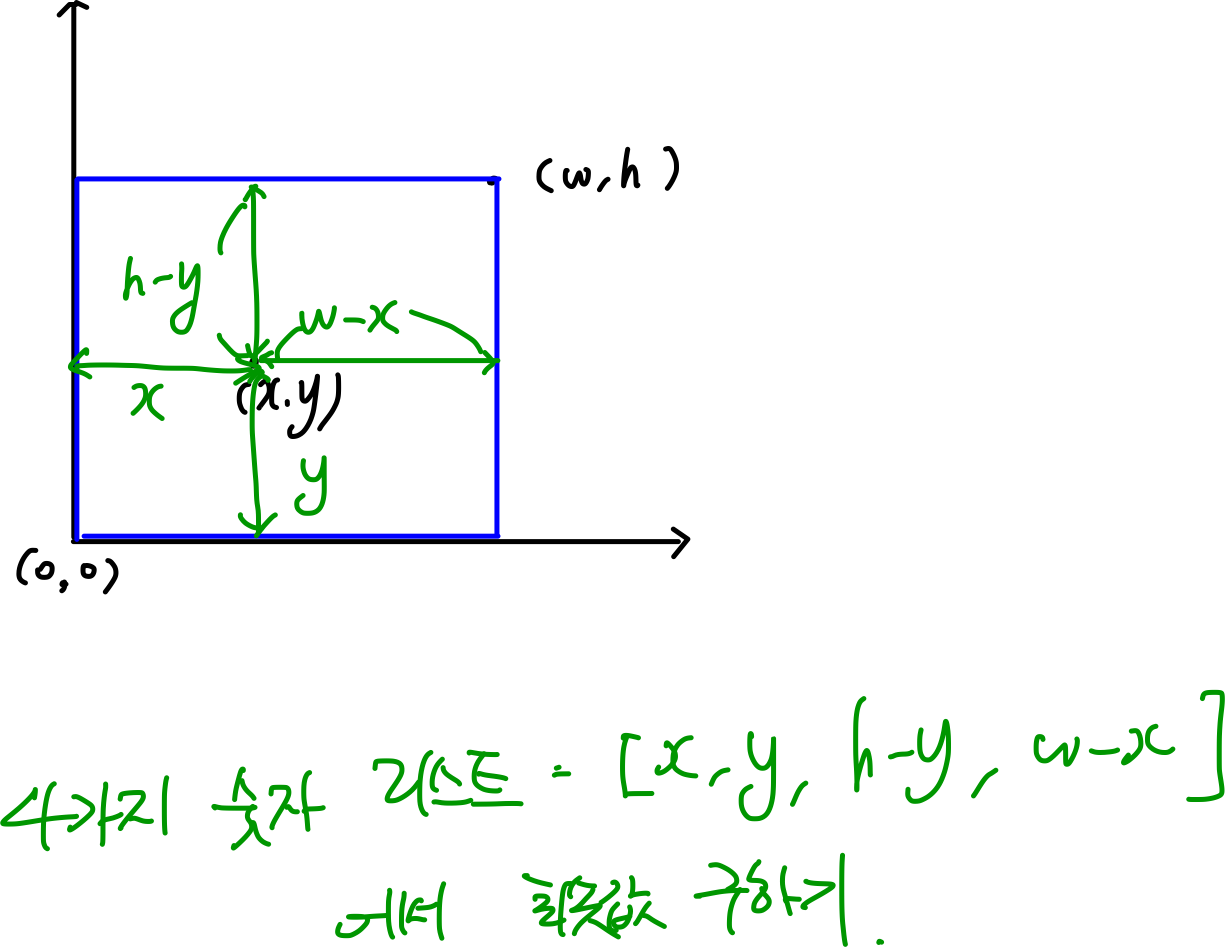 (w, h)
h-y
w-x
x
(x.y)
y
(0,0)
4가지 숫자 리스트 = [x, y, h-y, w-x]
에서 최솟값 구하기.